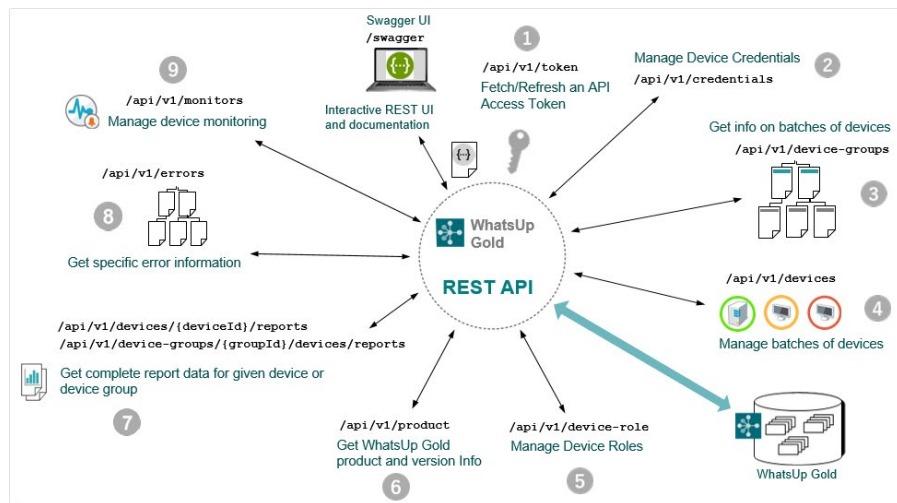 Swagger UI
/swagger
Interactive REST UI
and documentation
1
/api/v1/token
Fetch/Refresh an API
Access Token
Manage Device Credentials
2
/api/v1/credentials
Get info on batches of devices
/api/v1/device-groups
3
/api/v1/devices
4
Manage batches of devices
WhatsUp Gold
/api/v1/device-role
Manage Device Roles
5
/api/v1/product
Get WhatsUp Gold
product and version Info
6
/api/v1/devices/{deviceId}/reports
/api/v1/device-groups/{groupId}/devices/reports
Get complete report data for given device or
device group
7
/api/v1/errors
8
Get specific error information
9
/api/v1/monitors
Manage device monitoring
{··}
{··}
WhatsUp
Gold
REST API